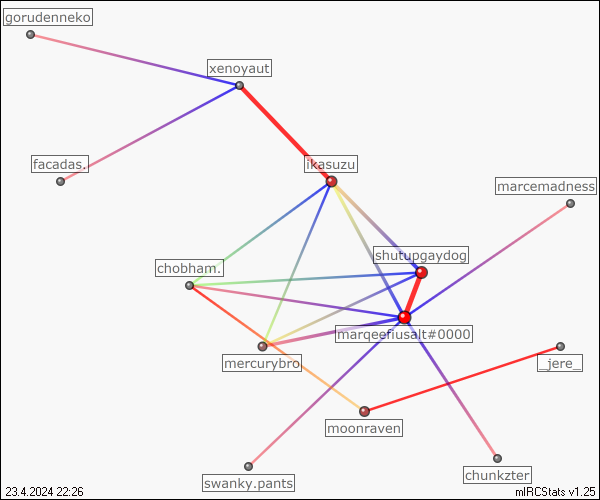 gorudenneko
xenoyaut
facadas.
ikasuzu
marcemadness
shutupgaydog
chobham.
marqeefiusalt#0000
mercurybro
_jere_
moonraven
chunkzter
swanky.pants
23.4.2024 22:26
mIRCStats v1.25